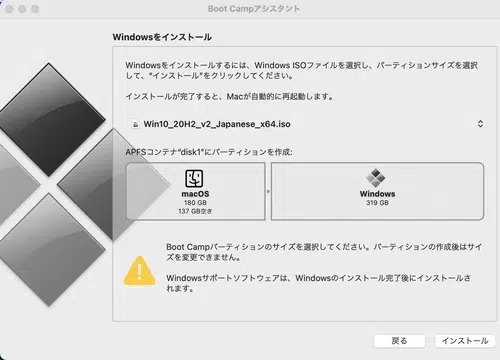 Boot Campアシスタント
Windowsをインストール
Windowsをインストールするには、Windows ISOファイルを選択し、パーティションサイズを選択
して、"インストール"をクリックしてください。
インストールが完了すると、Macが自動的に再起動します。
Win10_20H2_v2_Japanese_x64.iso
APFSコンテナ"disk1"にパーティションを作成:
macOS
180 GB
137 GB空き
Windows
319 GB
Boot Campパーティションのサイズを選択してください。パーティションの作成後はサイズ
を変更できません。
Windowsサポートソフトウェアは、Windowsのインストール完了後にインストールさ
れます。
戻る
インストール